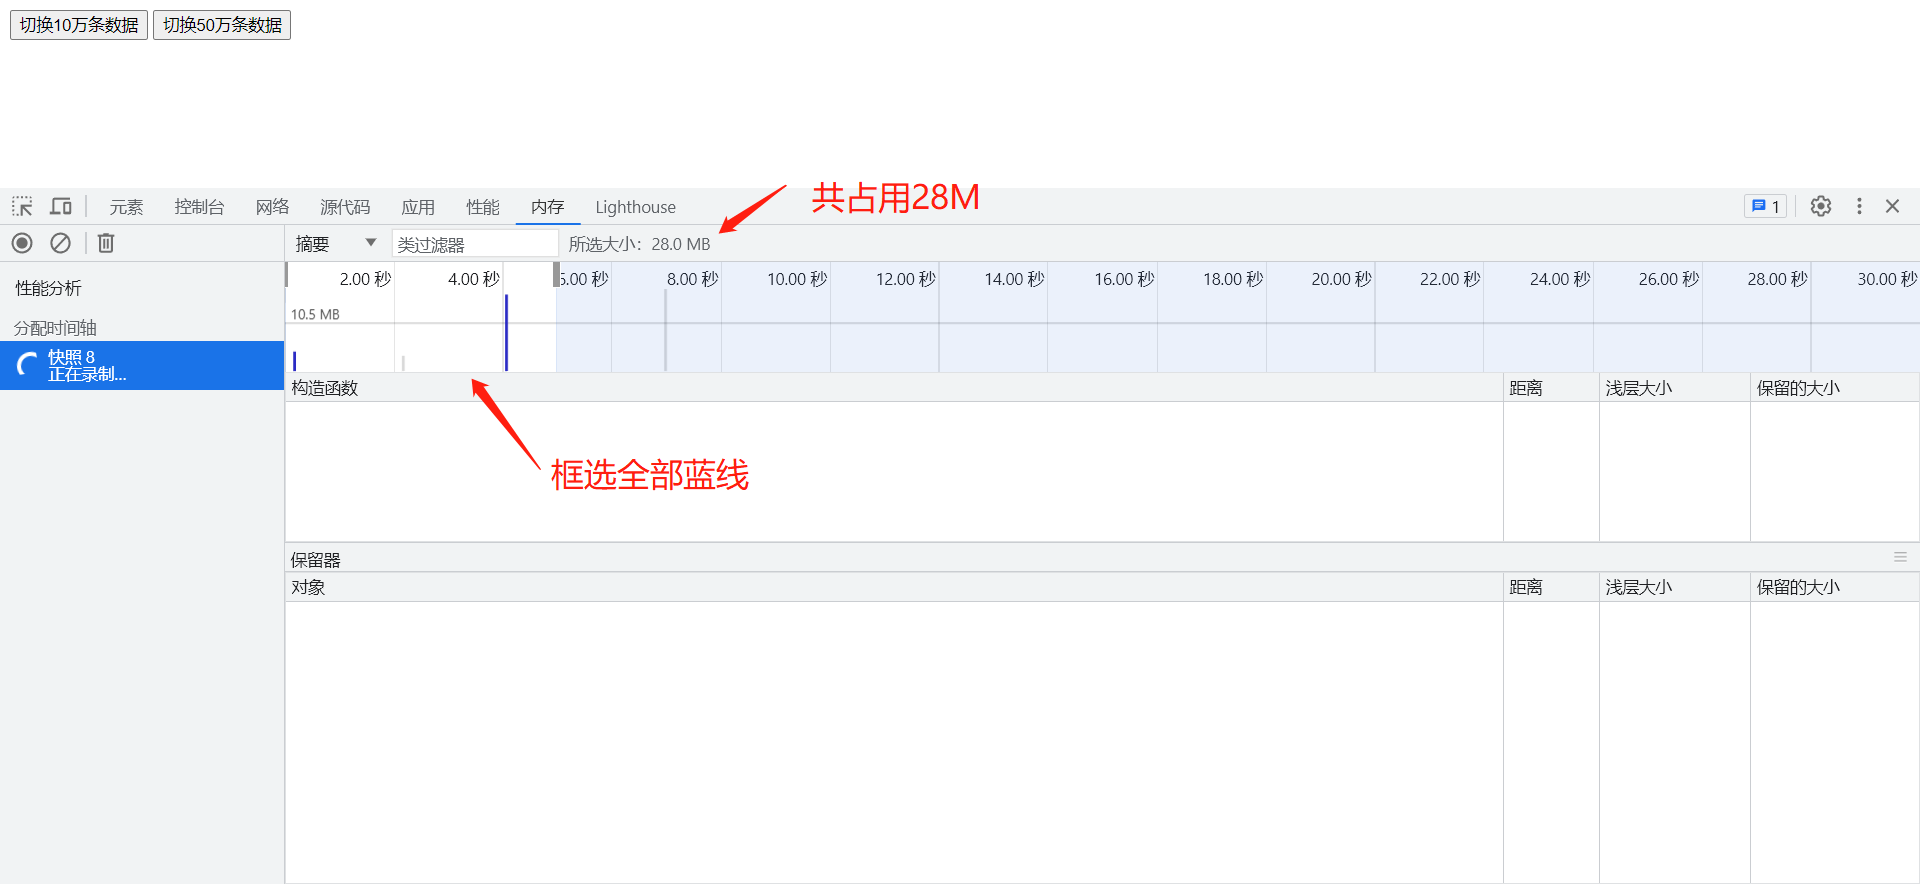 切换10万条数据 切换50万条数据
共占用28M
元素 控制台 网络 源代码 应用 性能 内存 Lighthouse 1
摘要 类过滤器 所选大小: 28.0 MB
性能分析
分配时间轴
快照 8
正在录制...
2.00 秒 4.00 秒 6.00 秒 8.00 秒 10.00 秒 12.00 秒 14.00 秒 16.00 秒 18.00 秒 20.00 秒 22.00 秒 24.00 秒 26.00 秒 28.00 秒 30.00 秒
10.5 MB
构造函数 距离 浅层大小 保留的大小
框选全部蓝线
保留器
对象 距离 浅层大小 保留的大小